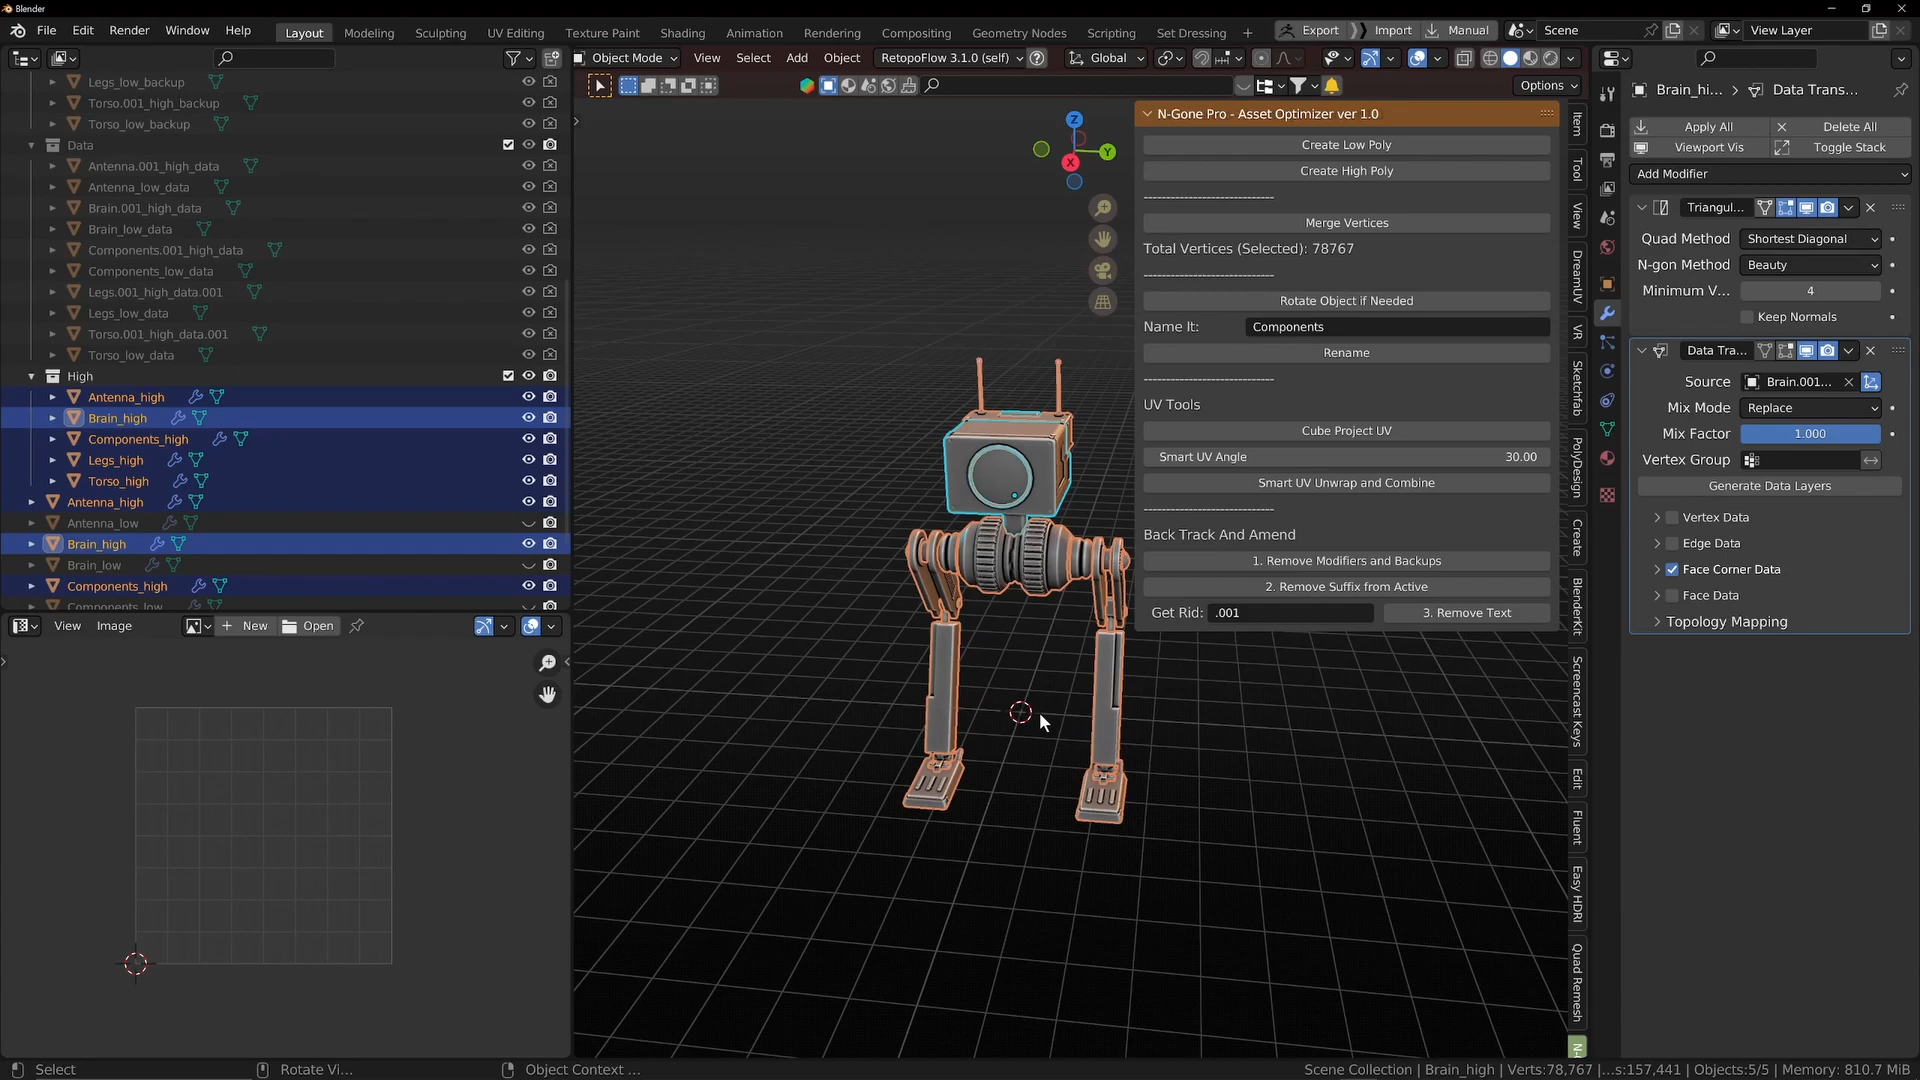 Blender
File Edit Render Window Help Layout Modeling Sculpting UV Editing Texture Paint Shading Animation Rendering Compositing Geometry Nodes Scripting Set Dressing + Export Import Manual Scene View Layer
Object Mode View Select Add Object RetopoFlow 3.1.0 (self) Global
Options
Legs_low_backup
Torso.001_high_backup
Torso_low_backup
Data
Antenna.001_high_data
Antenna_low_data
Brain.001_high_data
Brain_low_data
Components.001_high_data
Components_low_data
Legs.001_high_data.001
Legs_low_data
Torso.001_high_data.001
Torso_low_data
High
Antenna_high
Brain_high
Components_high
Legs_high
Torso_high
Antenna_high
Antenna_low
Brain_high
Brain_low
Components_high
Components_low
View Image + New Open
Z
Y
X
N-Gone Pro - Asset Optimizer ver 1.0
Create Low Poly
Create High Poly
------------------------------
Merge Vertices
Total Vertices (Selected): 78767
------------------------------
Rotate Object if Needed
Name It: Components
Rename
------------------------------
UV Tools
Cube Project UV
Smart UV Angle 30.00
Smart UV Unwrap and Combine
------------------------------
Back Track And Amend
1. Remove Modifiers and Backups
2. Remove Suffix from Active
Get Rid: .001 3. Remove Text
Item
Tool
View
DreamUV
VR
Sketchfab
PolyDesign
Create
BlenderKit
Screencast Keys
Edit
Fluent
Easy HDRI
Quad Remesh
Brain_hi... > Data Trans...
Apply All Delete All
Viewport Vis Toggle Stack
Add Modifier
Triangul...
Quad Method Shortest Diagonal
N-gon Method Beauty
Minimum V... 4
Keep Normals
Data Tra...
Source Brain.001...
Mix Mode Replace
Mix Factor 1.000
Vertex Group
Generate Data Layers
Vertex Data
Edge Data
Face Corner Data
Face Data
Topology Mapping
Select Rotate Vi... Object Context ... Scene Collection | Brain_high | Verts:78,767 |...s:157,441 | Objects:5/5 | Memory: 810.7 MiB